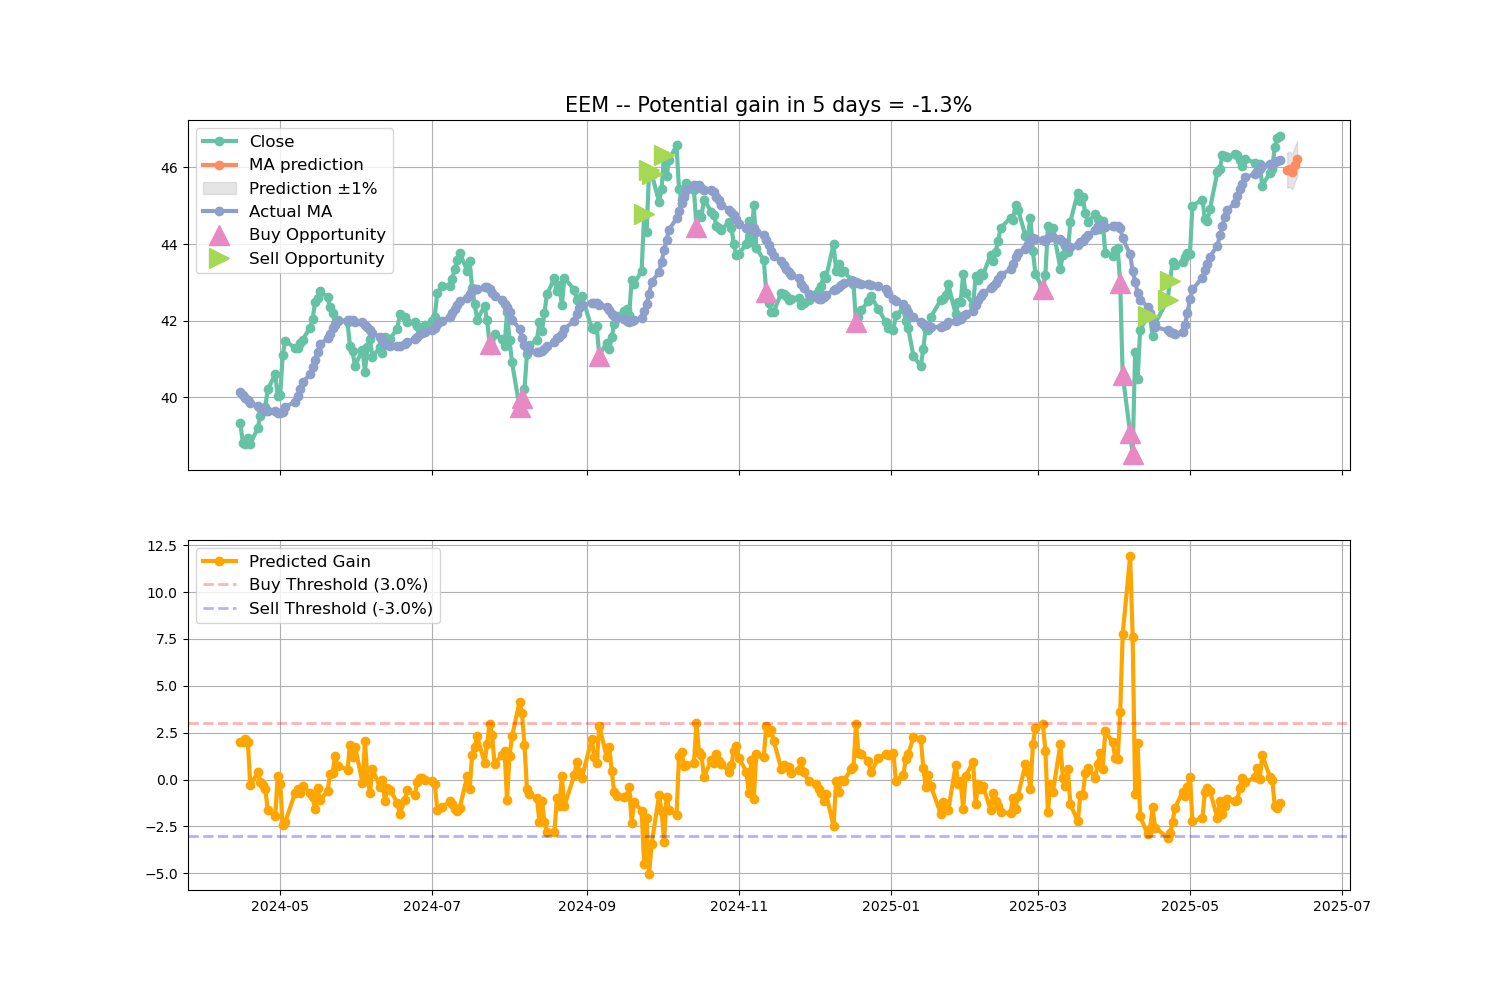 EEM -- Potential gain in 5 days = -1.3%
Close
MA prediction
Prediction ±1%
Actual MA
Buy Opportunity
Sell Opportunity
46
44
42
40
12.5
10.0
7.5
5.0
2.5
0.0
−2.5
−5.0
Predicted Gain
Buy Threshold (3.0%)
Sell Threshold (-3.0%)
2024-05 2024-07 2024-09 2024-11 2025-01 2025-03 2025-05 2025-07